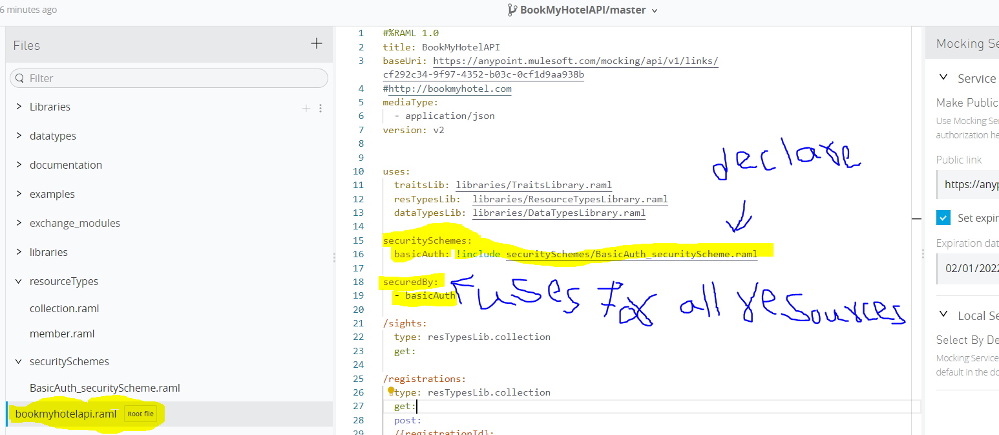 6 minutes ago
BookMyHotelAPI/master
Files
Filter
Libraries
datatypes
documentation
examples
exchange_modules
libraries
resourceTypes
collection.raml
member.raml
securitySchemes
BasicAuth_securityScheme.raml
bookmyhotelapi.raml Root file
1 #%RAML 1.0
2 title: BookMyHotelAPI
3 baseUri: https://anypoint.mulesoft.com/mocking/api/v1/links/
cf292c34-9f97-4352-b03c-0cf1d9aa938b
4 #http://bookmyhotel.com
5 mediaType:
6 - application/json
7 version: v2
8
9
10 uses:
11 traitsLib: libraries/TraitsLibrary.raml
12 resTypesLib: libraries/ResourceTypesLibrary.raml
13 dataTypesLib: libraries/DataTypesLibrary.raml
14
15 securitySchemes:
16 basicAuth: !include securitySchemes/BasicAuth_securityScheme.raml
17
18 securedBy:
19 - basicAuth
20
21 /sights:
22 type: resTypesLib.collection
23 get:
24
25 /registrations:
26 type: resTypesLib.collection
27 get:
28 post:
29 /{registrationId}:
declare
uses for all resources
Mocking Se
Service
Make Public
Use Mocking Ser
authorization he
Public link
https://anyp
Set expir
Expiration dat
02/01/2022
Local Se
Select By De
Mocking Service
default in the do